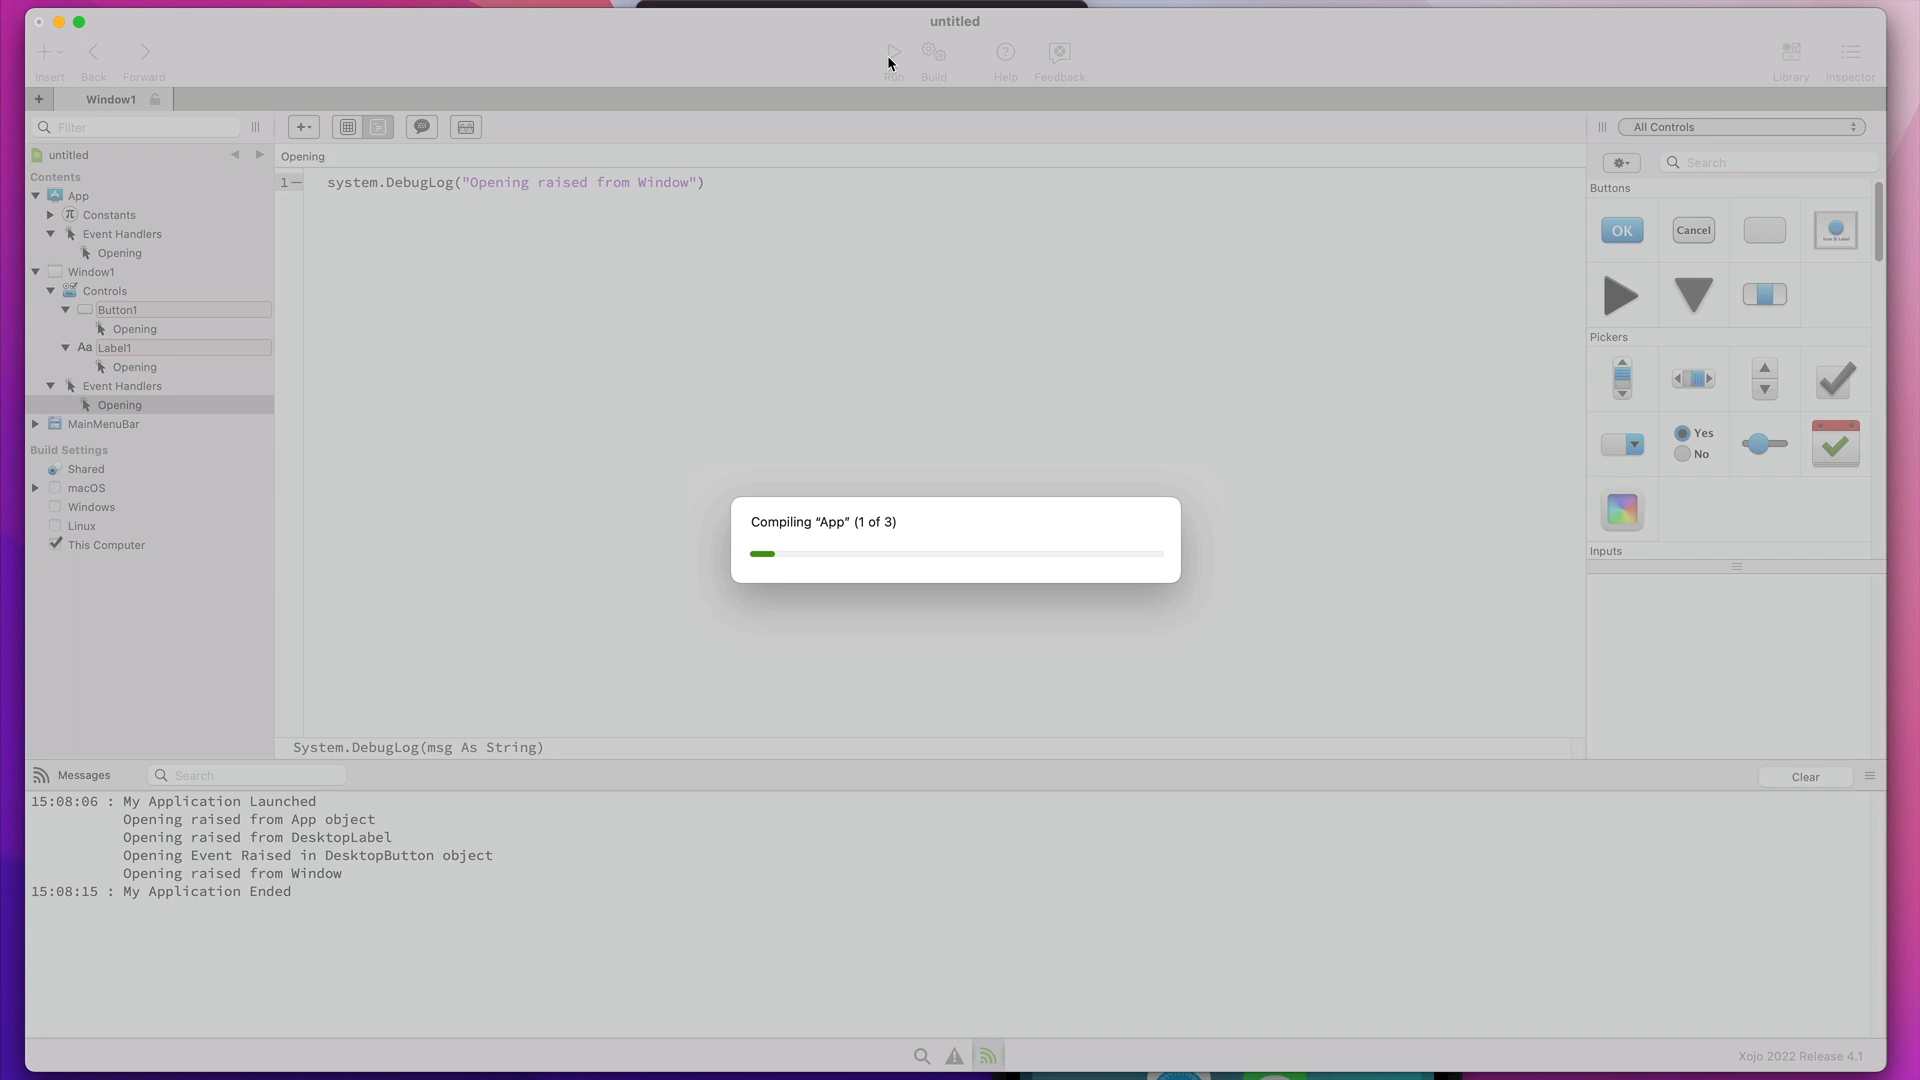 untitled
Insert
Back
Forward
Run
Build
Help
Feedback
Library
Inspector
Window1
Filter
All Controls
untitled
Opening
Search
Contents
1
system.DebugLog("Opening raised from Window")
Buttons
App
Constants
Event Handlers
Opening
OK
Cancel
Icon & Label
Window1
Controls
Button1
Opening
Pickers
Aa Label1
Opening
Event Handlers
Opening
MainMenuBar
Yes
No
Build Settings
Shared
macOS
Windows
Linux
This Computer
Compiling “App” (1 of 3)
Inputs
System.DebugLog(msg As String)
Messages
Search
Clear
15:08:06 : My Application Launched
Opening raised from App object
Opening raised from DesktopLabel
Opening Event Raised in DesktopButton object
Opening raised from Window
15:08:15 : My Application Ended
Xojo 2022 Release 4.1